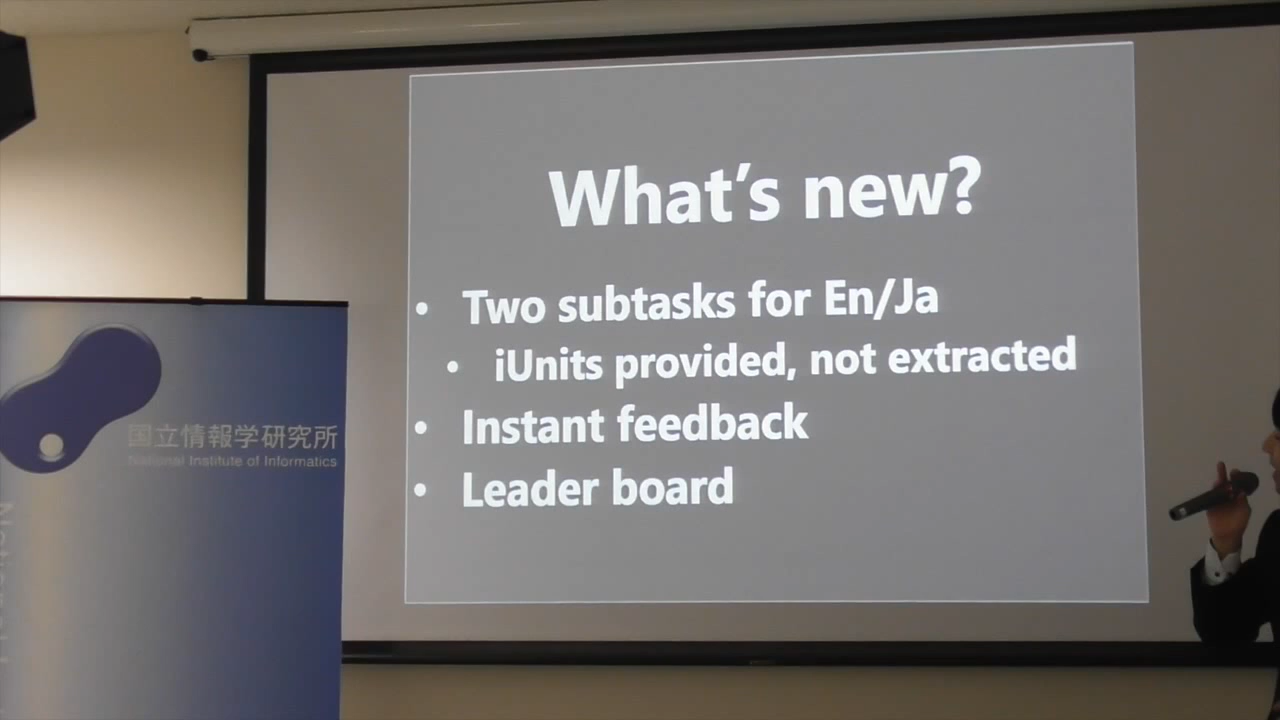 What's new?
• Two subtasks for En/Ja
• iUnits provided, not extracted
• Instant feedback
• Leader board
国立情報学研究所
National Institute of Informatics